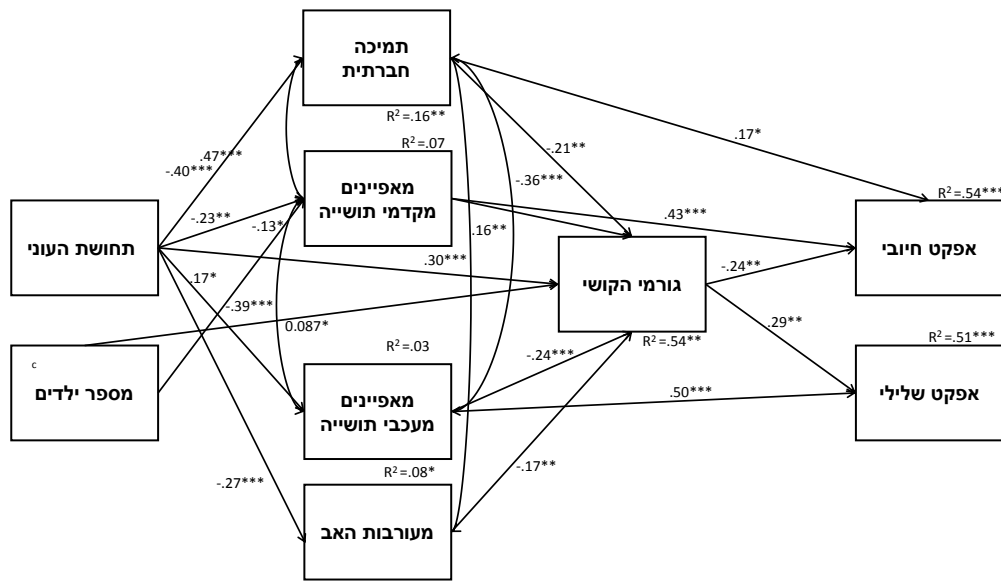 תמיכה
חברתית
R² =.16**
.47***
-.40***
R² =.07
-.21**
.17*
מאפיינים
מקדמי תושייה
-.36***
R² =.54***
תחושת העוני
-.23**
-.13*
.16**
.43***
אפקט חיובי
.30***
גורמי הקושי
-.24**
.17*
-.39***
0.087*
.29**
c
מספר ילדים
R² =.03
-.24***
R² =.54**
R² =.51***
מאפיינים
מעכבי תושייה
.50***
אפקט שלילי
R² =.08*
-.17**
-.27***
מעורבות האב